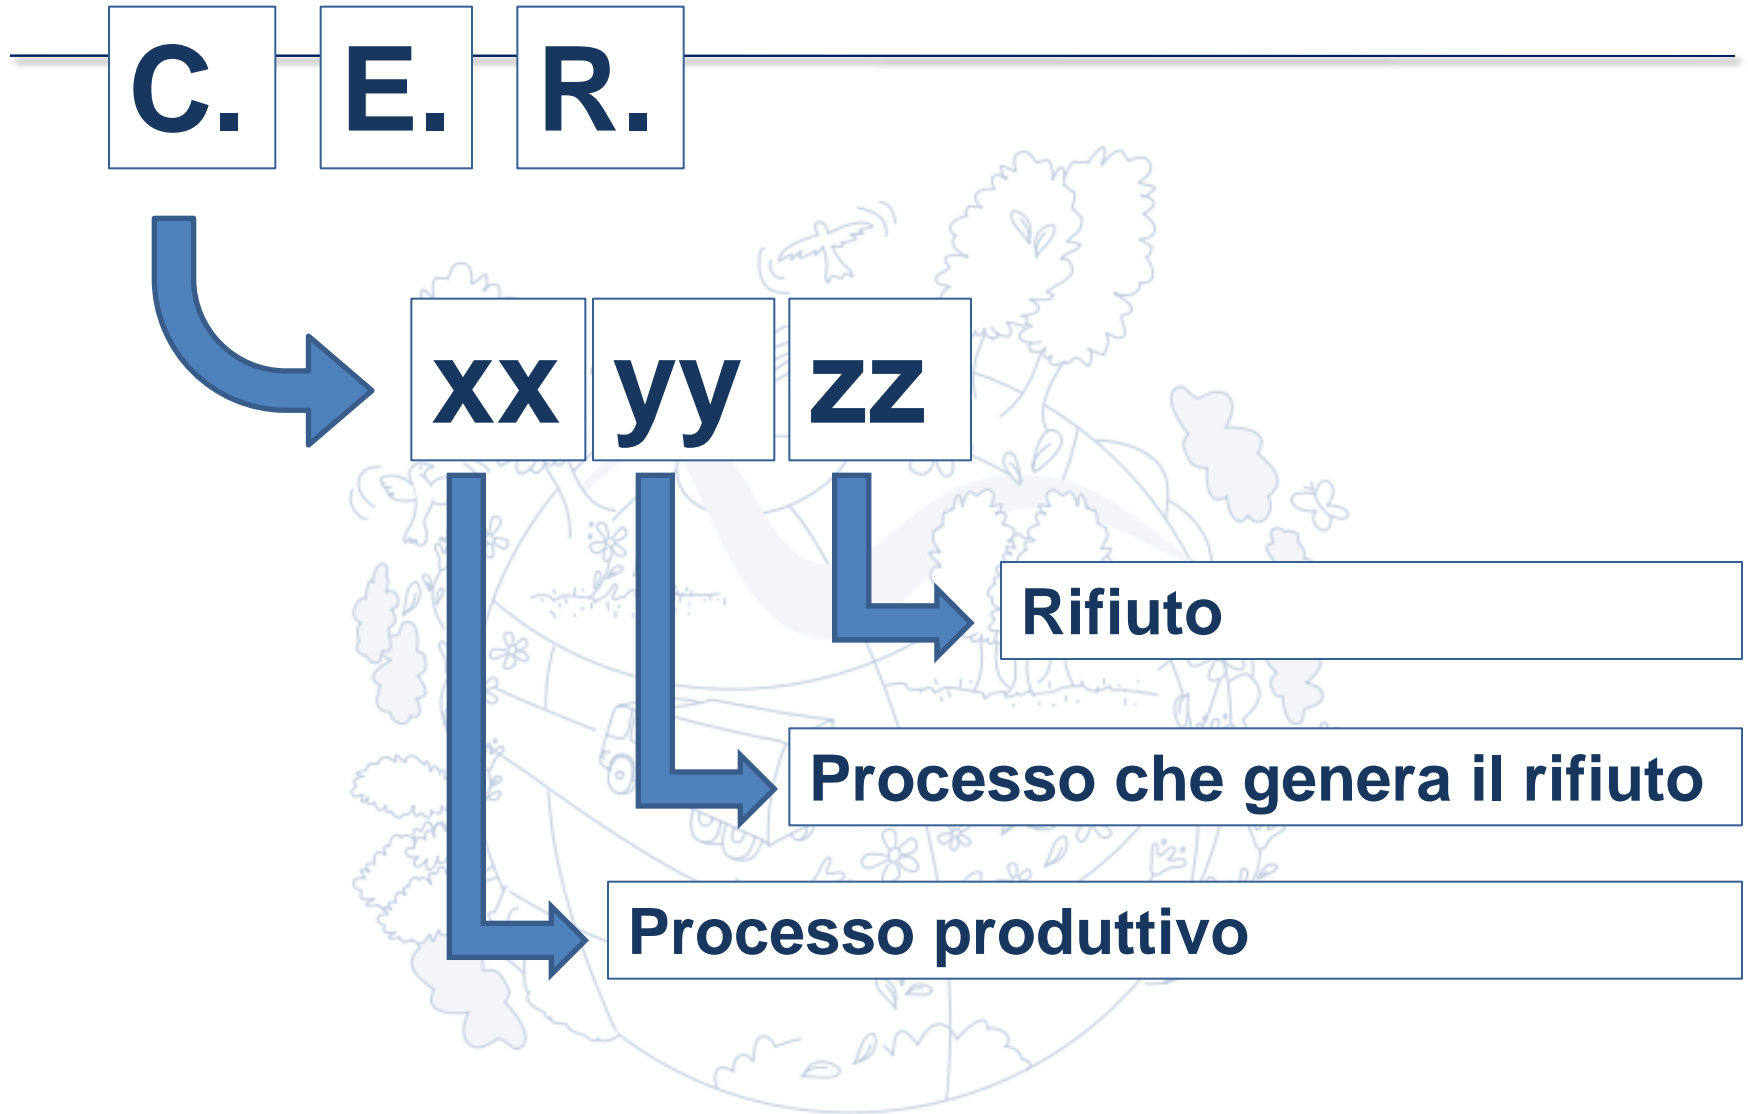 C. E. R.
xx yy zz
Rifiuto
Processo che genera il rifiuto
Processo produttivo